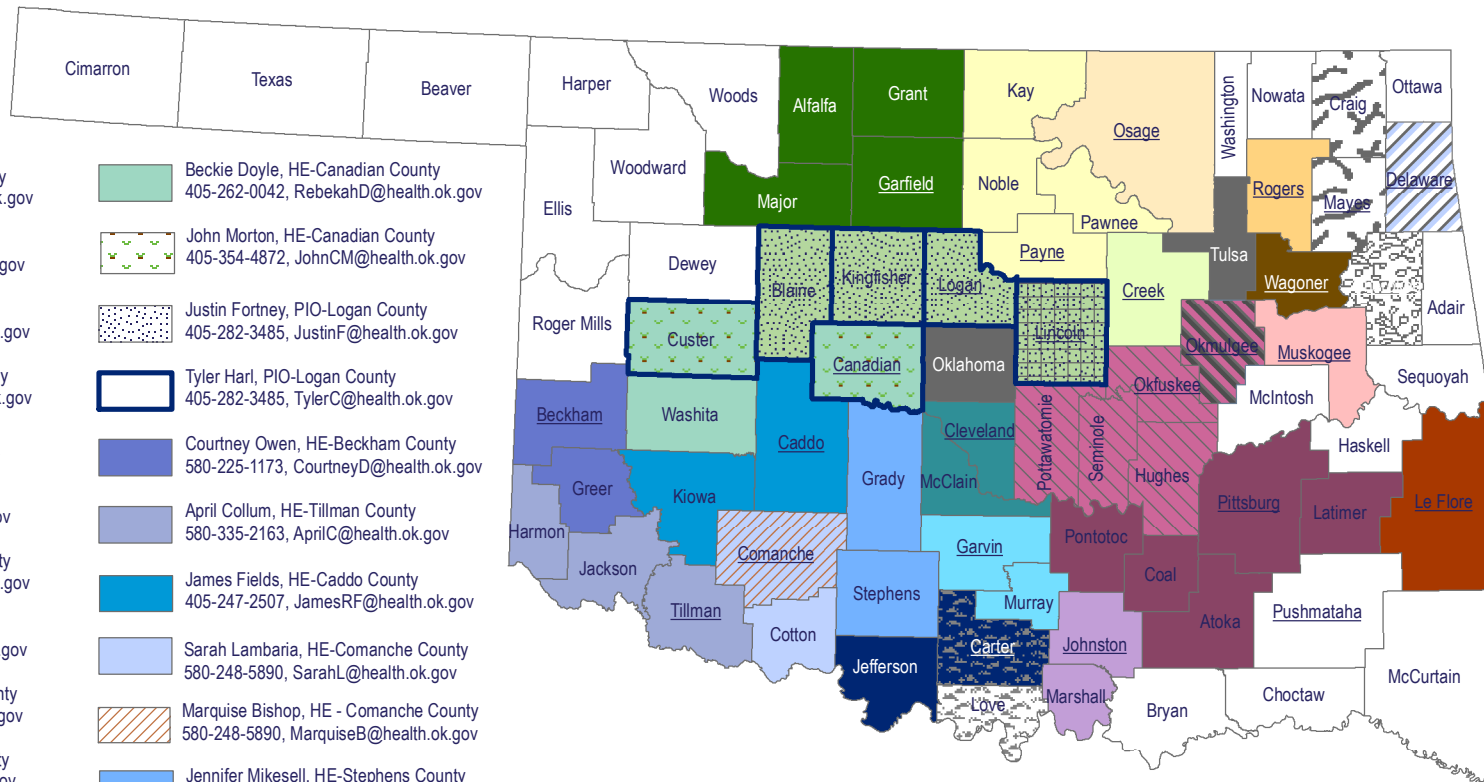 Cimarron
Texas
Beaver
Harper
Woods
Alfalfa
Grant
Kay
Osage
Washington
Nowata
Craig
Ottawa
Woodward
Ellis
Major
Garfield
Noble
Pawnee
Rogers
Mayes
Delaware
Dewey
Blaine
Kingfisher
Logan
Payne
Creek
Tulsa
Wagoner
Adair
Roger Mills
Custer
Canadian
Oklahoma
Lincoln
Okmulgee
Muskogee
Okfuskee
McIntosh
Sequoyah
Beckham
Washita
Caddo
Grady
Cleveland
McClain
Pottawatomie
Seminole
Hughes
Haskell
Pittsburg
Latimer
Le Flore
Greer
Kiowa
Harmon
Jackson
Comanche
Garvin
Pontotoc
Coal
Tillman
Stephens
Murray
Atoka
Pushmataha
Cotton
Jefferson
Carter
Johnston
Love
Marshall
Bryan
Choctaw
McCurtain
Beckie Doyle, HE-Canadian County
405-262-0042, RebekahD@health.ok.gov
John Morton, HE-Canadian County
405-354-4872, JohnCM@health.ok.gov
Justin Fortney, PIO-Logan County
405-282-3485, JustinF@health.ok.gov
Tyler Harl, PIO-Logan County
405-282-3485, TylerC@health.ok.gov
Courtney Owen, HE-Beckham County
580-225-1173, CourtneyD@health.ok.gov
April Collum, HE-Tillman County
580-335-2163, AprilC@health.ok.gov
James Fields, HE-Caddo County
405-247-2507, JamesRF@health.ok.gov
Sarah Lambaria, HE-Comanche County
580-248-5890, SarahL@health.ok.gov
Marquise Bishop, HE - Comanche County
580-248-5890, MarquiseB@health.ok.gov
Jennifer Mikesell, HE-Stephens County